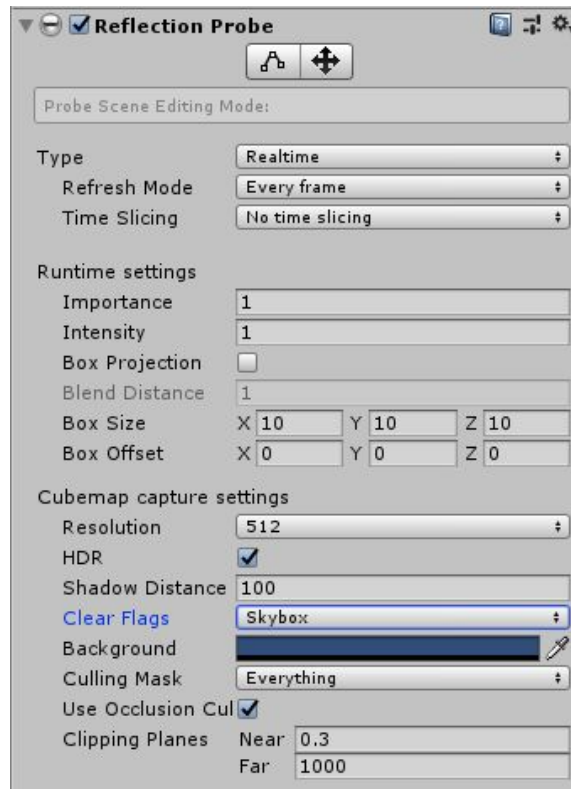 Reflection Probe
Probe Scene Editing Mode:
Type Realtime
Refresh Mode Every frame
Time Slicing No time slicing
Runtime settings
Importance 1
Intensity 1
Box Projection
Blend Distance 1
Box Size X 10 Y 10 Z 10
Box Offset X 0 Y 0 Z 0
Cubemap capture settings
Resolution 512
HDR
Shadow Distance 100
Clear Flags Skybox
Background
Culling Mask Everything
Use Occlusion Cul
Clipping Planes Near 0.3
Far 1000